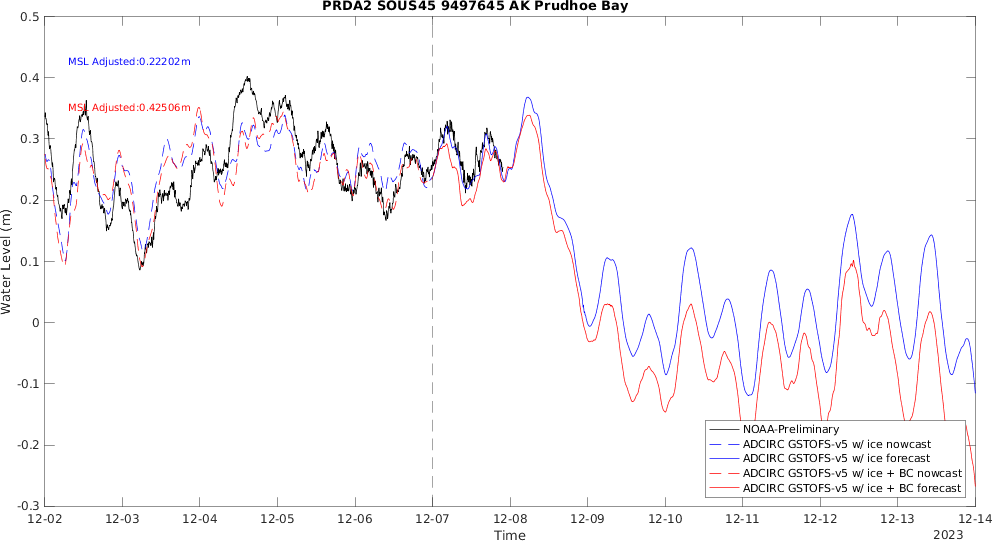 PRDA2 SOUS45 9497645 AK Prudhoe Bay
0.5
0.4
0.3
0.2
0.1
0
-0.1
-0.2
-0.3
Water Level (m)
MSL Adjusted:0.22202m
MSL Adjusted:0.42506m
NOAA-Preliminary
ADCIRC GSTOFS-v5 w/ ice nowcast
ADCIRC GSTOFS-v5 w/ ice forecast
ADCIRC GSTOFS-v5 w/ ice + BC nowcast
ADCIRC GSTOFS-v5 w/ ice + BC forecast
12-02 12-03 12-04 12-05 12-06 12-07 12-08 12-09 12-10 12-11 12-12 12-13 12-14
Time
2023